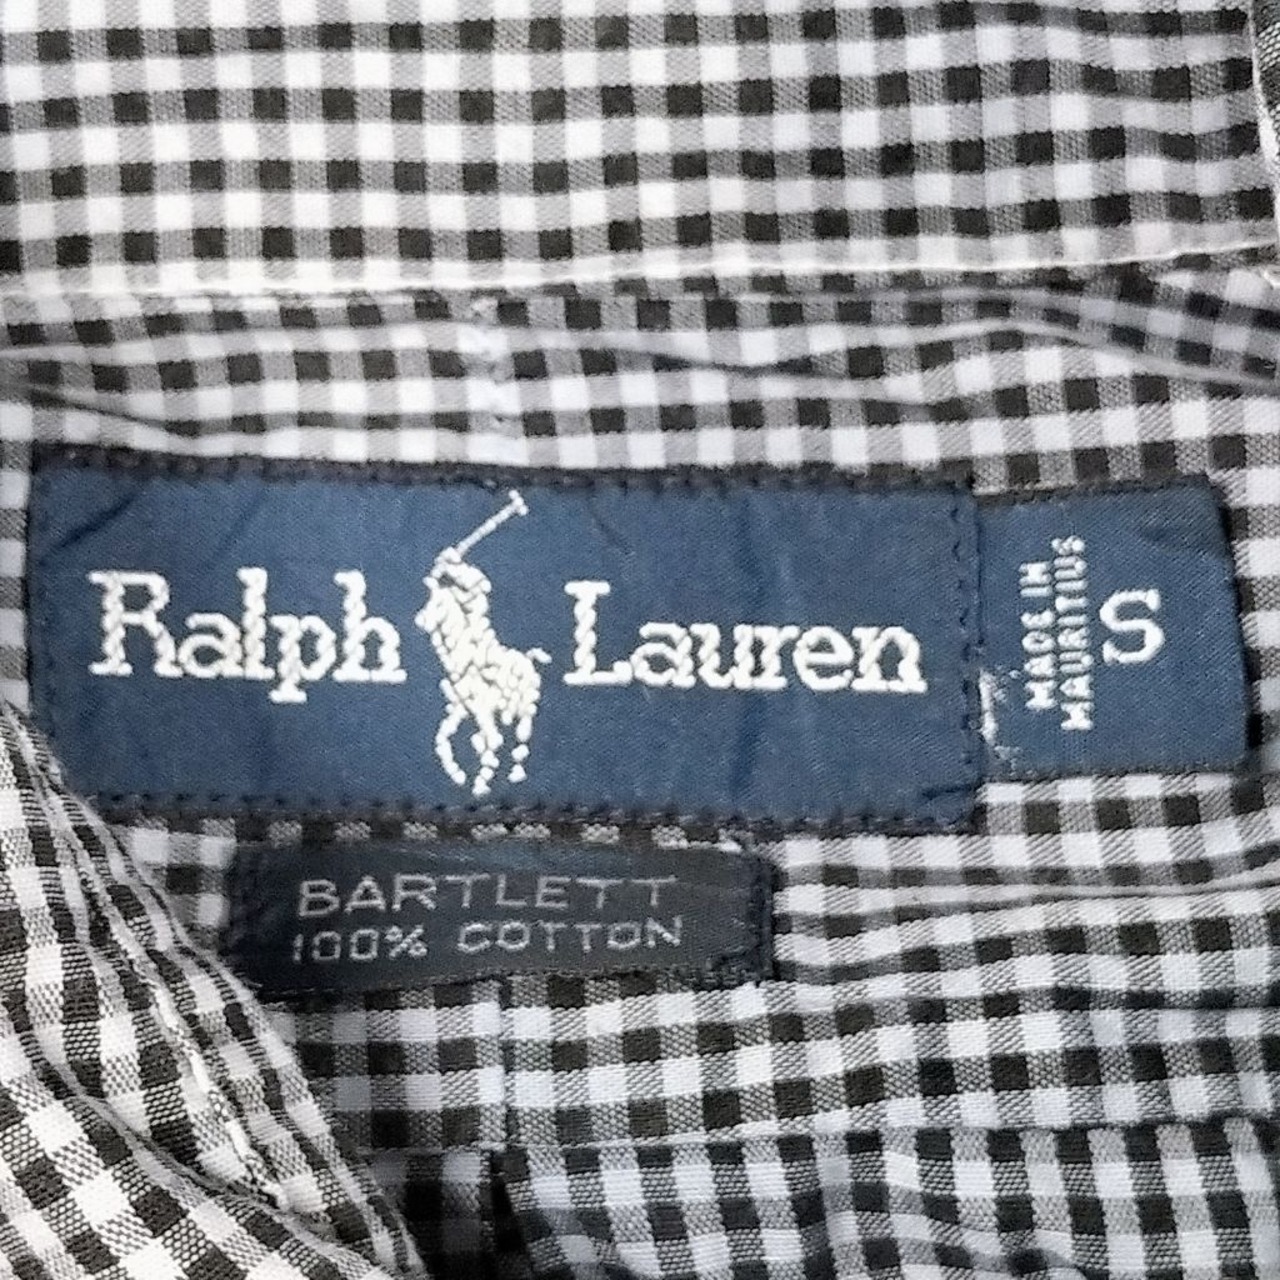 Ralph Lauren
MADE IN
MAURITIUS
S
BARTLETT
100% COTTON